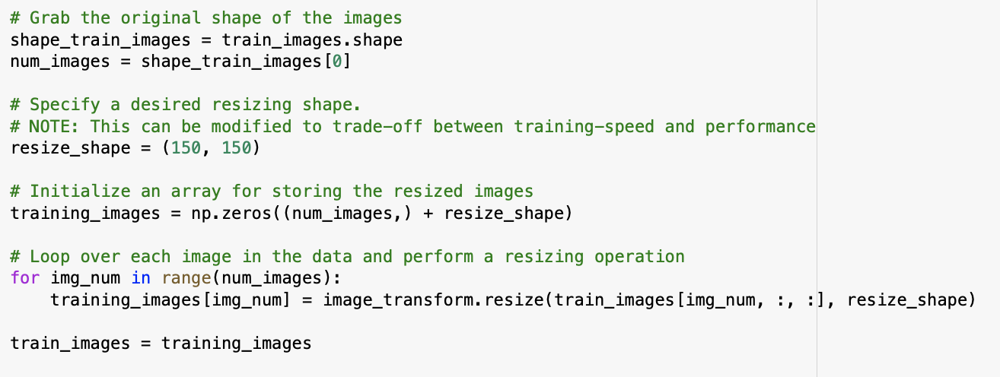 # Grab the original shape of the images
shape_train_images = train_images.shape
num_images = shape_train_images[0]
# Specify a desired resizing shape.
# NOTE: This can be modified to trade-off between training-speed and performance
resize_shape = (150, 150)
# Initialize an array for storing the resized images
training_images = np.zeros((num_images,) + resize_shape)
# Loop over each image in the data and perform a resizing operation
for img_num in range(num_images):
    training_images[img_num] = image_transform.resize(train_images[img_num, :, :], resize_shape)
train_images = training_images